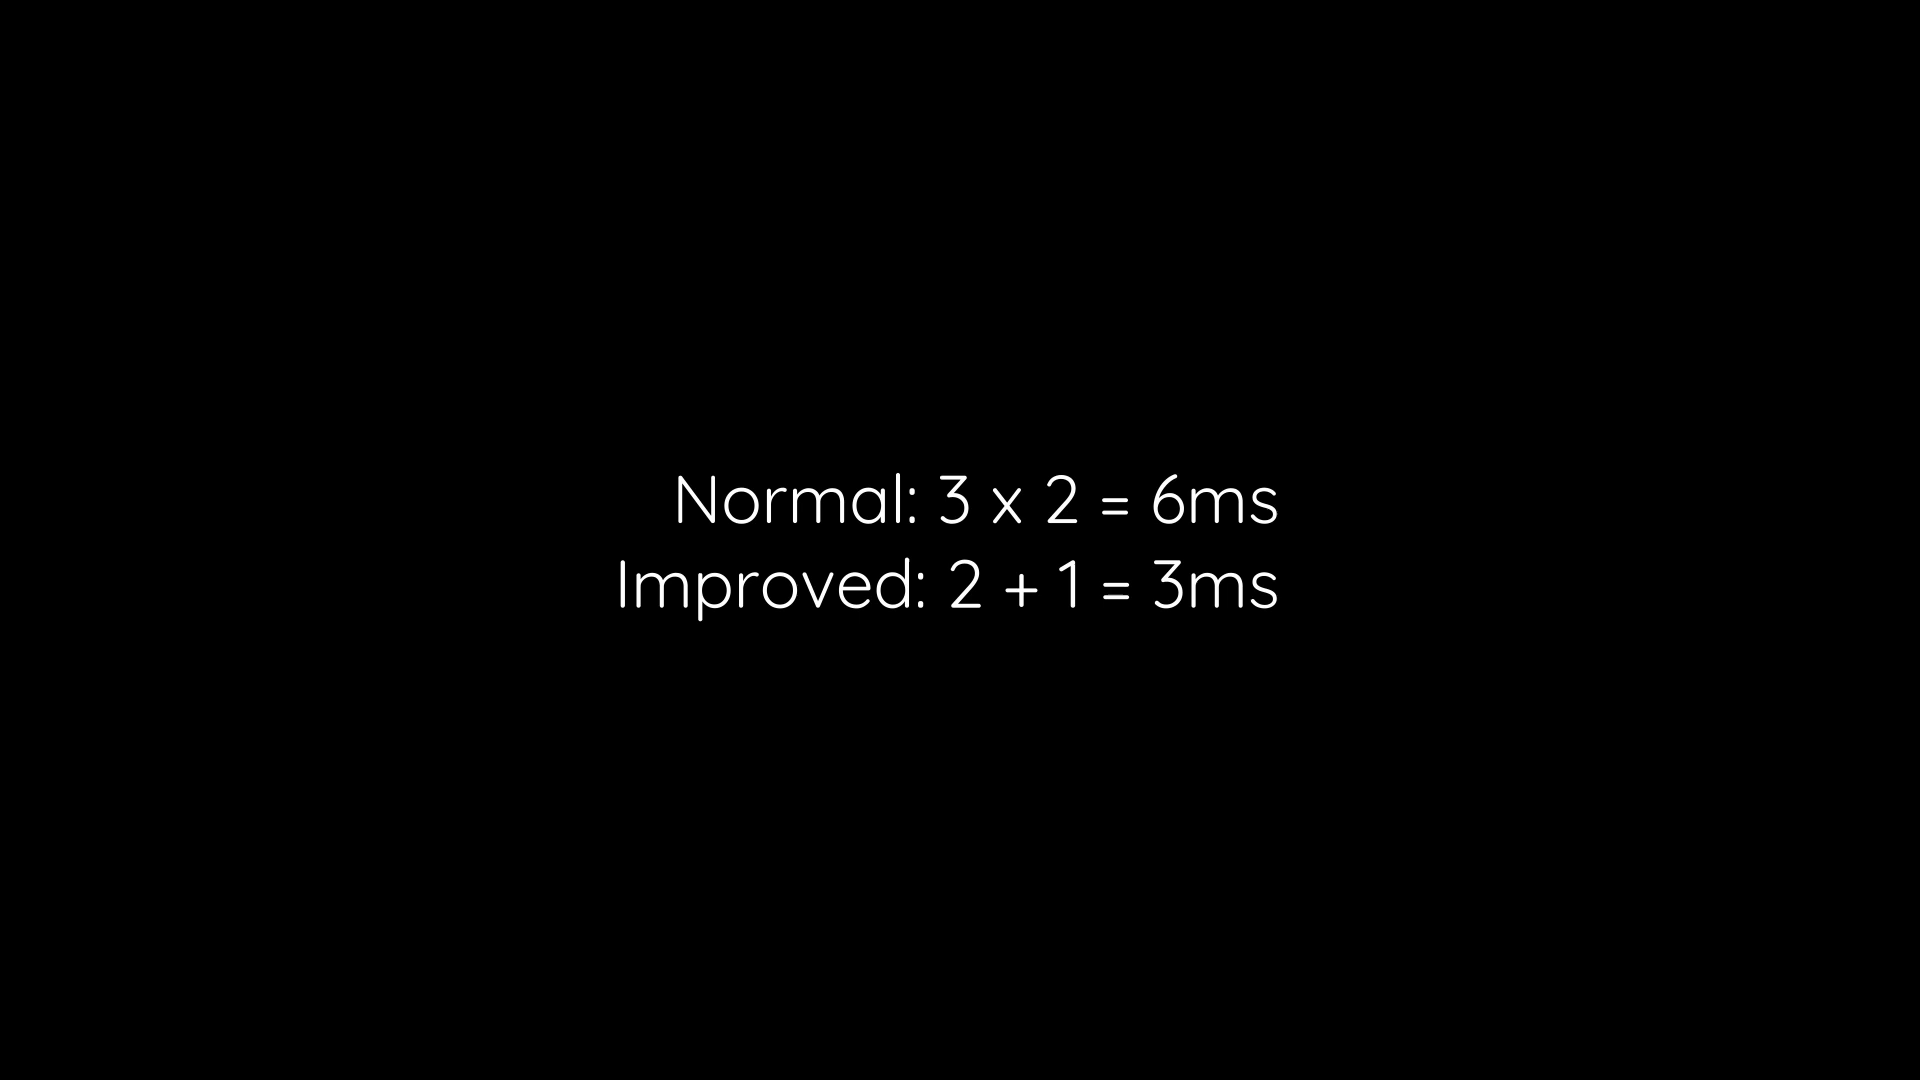 Normal: 3 x 2 = 6ms
Improved: 2 + 1 = 3ms